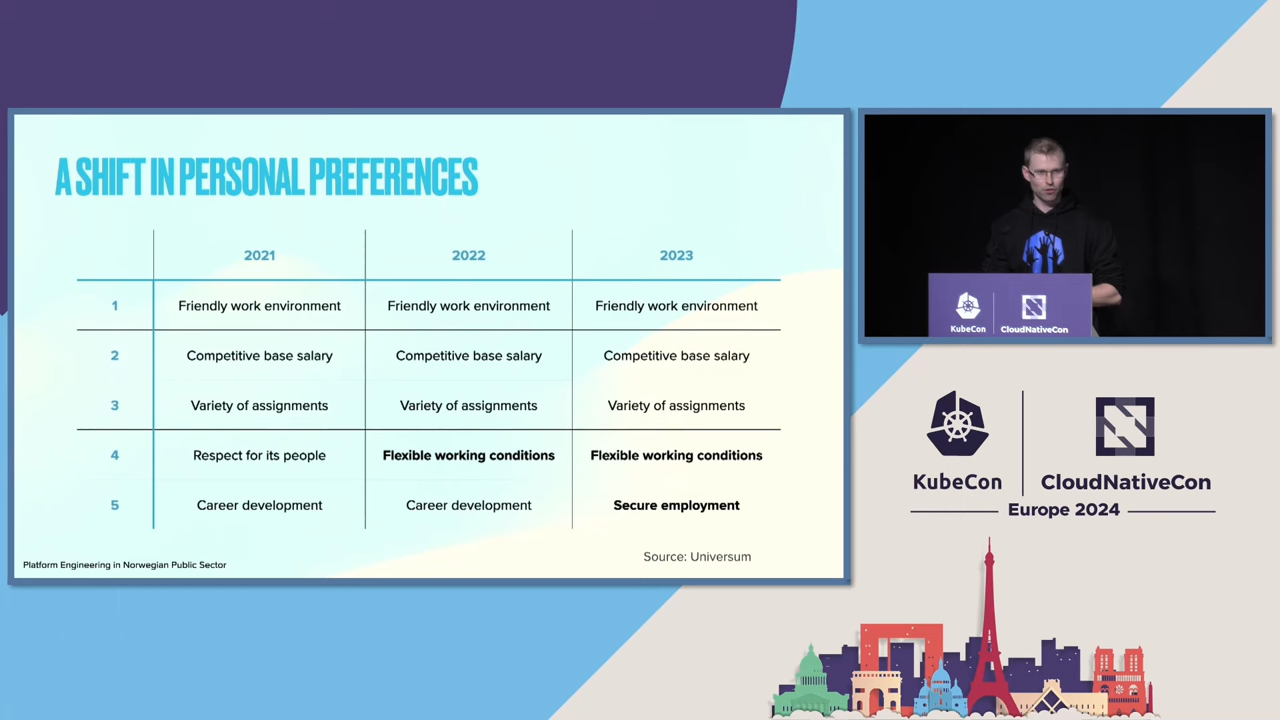 A SHIFT IN PERSONAL PREFERENCES
2021 2022 2023
1 Friendly work environment Friendly work environment Friendly work environment
2 Competitive base salary Competitive base salary Competitive base salary
3 Variety of assignments Variety of assignments Variety of assignments
4 Respect for its people Flexible working conditions Flexible working conditions
5 Career development Career development Secure employment
Source: Universum
Platform Engineering in Norwegian Public Sector
KubeCon CloudNativeCon
KubeCon CloudNativeCon
Europe 2024